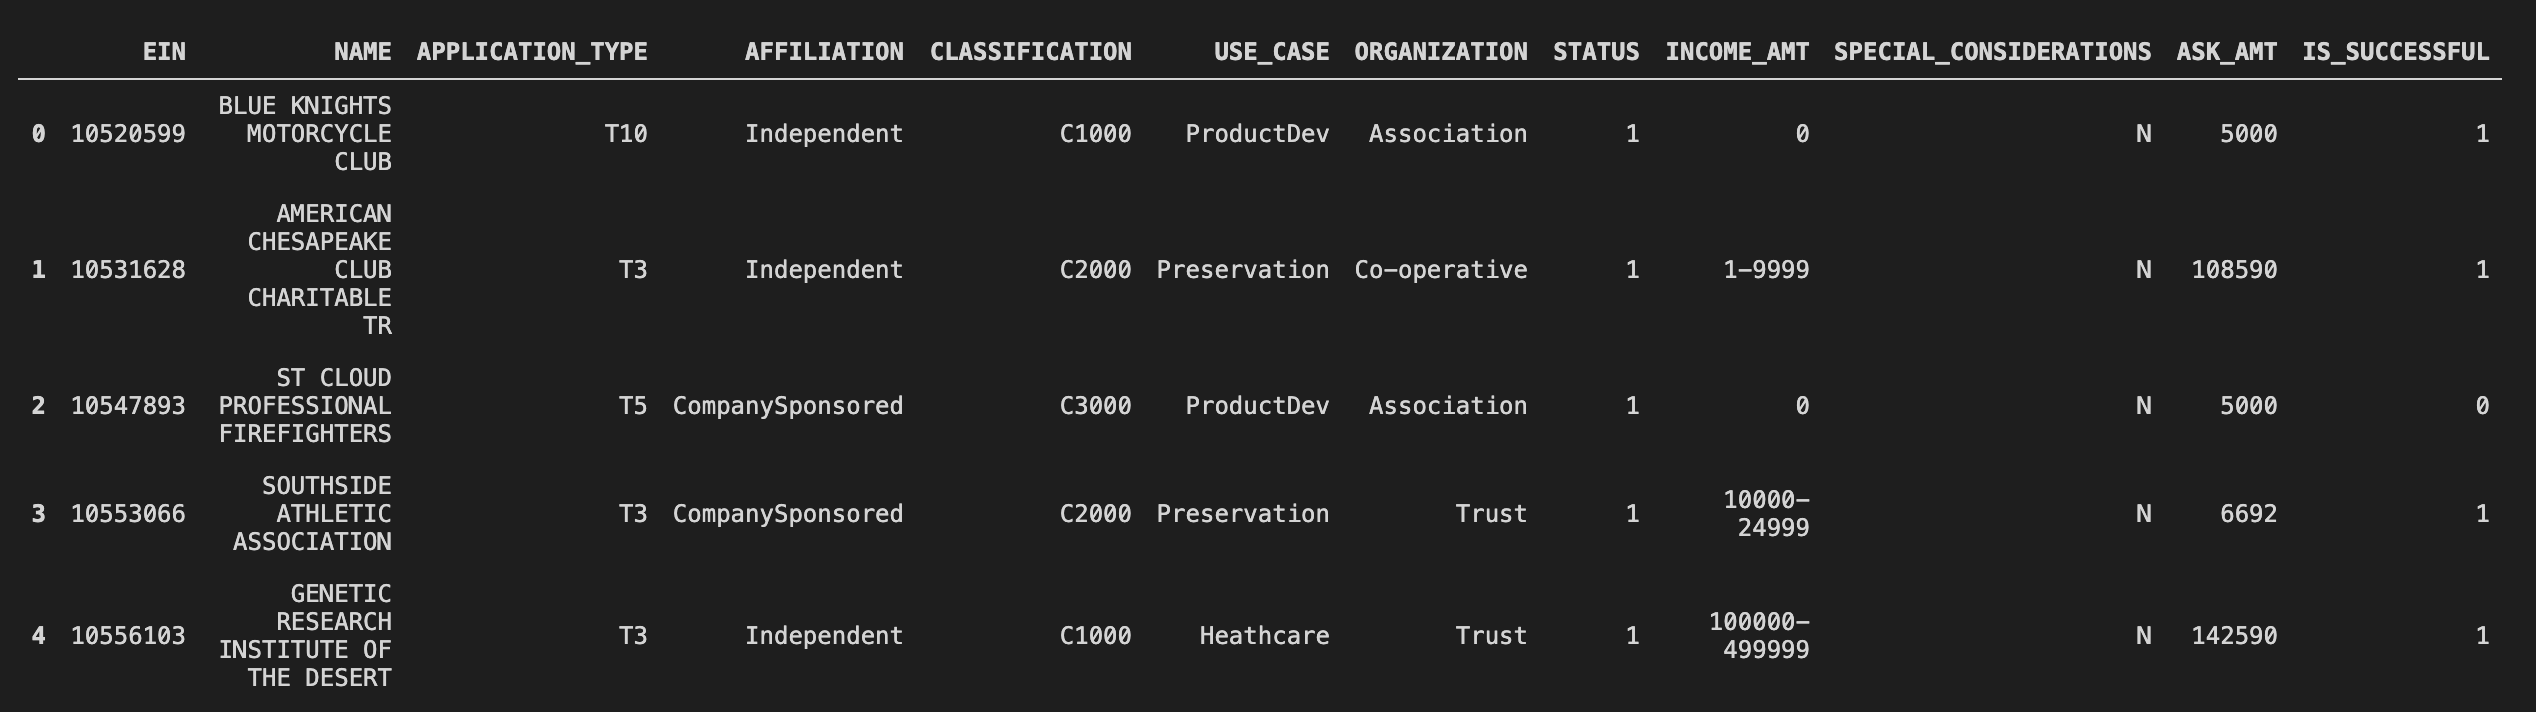 EIN NAME APPLICATION_TYPE AFFILIATION CLASSIFICATION USE_CASE ORGANIZATION STATUS INCOME_AMT SPECIAL_CONSIDERATIONS ASK_AMT IS_SUCCESSFUL
BLUE KNIGHTS
0 10520599 MOTORCYCLE T10 Independent C1000 ProductDev Association 1 0 N 5000 1
CLUB
AMERICAN
CHESAPEAKE
1 10531628 CLUB T3 Independent C2000 Preservation Co-operative 1 1-9999 N 108590 1
CHARITABLE
TR
ST CLOUD
2 10547893 PROFESSIONAL T5 CompanySponsored C3000 ProductDev Association 1 0 N 5000 0
FIREFIGHTERS
SOUTHSIDE
3 10553066 ATHLETIC T3 CompanySponsored C2000 Preservation Trust 1 10000-24999 N 6692 1
ASSOCIATION
GENETIC
RESEARCH
4 10556103 INSTITUTE OF T3 Independent C1000 Heathcare Trust 1 100000-499999 N 142590 1
THE DESERT